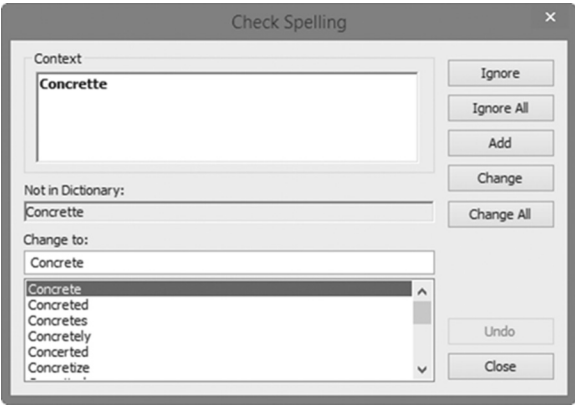 Check Spelling
Context
Concrette
Ignore
Ignore All
Add
Change
Change All
Not in Dictionary:
Concrette
Change to:
Concrete
Concrete
Concreted
Concretes
Concretely
Concerted
Concretize
Undo
Close